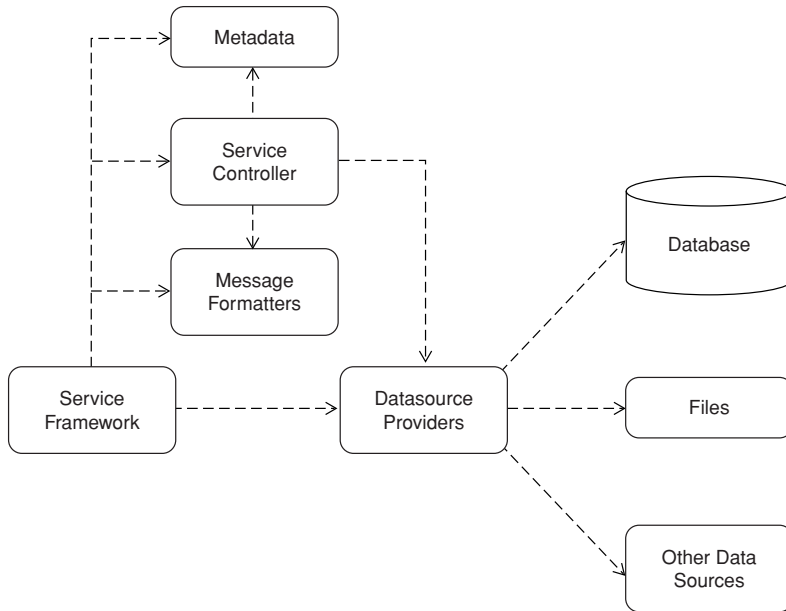 Metadata
Service
Controller
Message
Formatters
Service
Framework
Datasource
Providers
Database
Files
Other Data
Sources